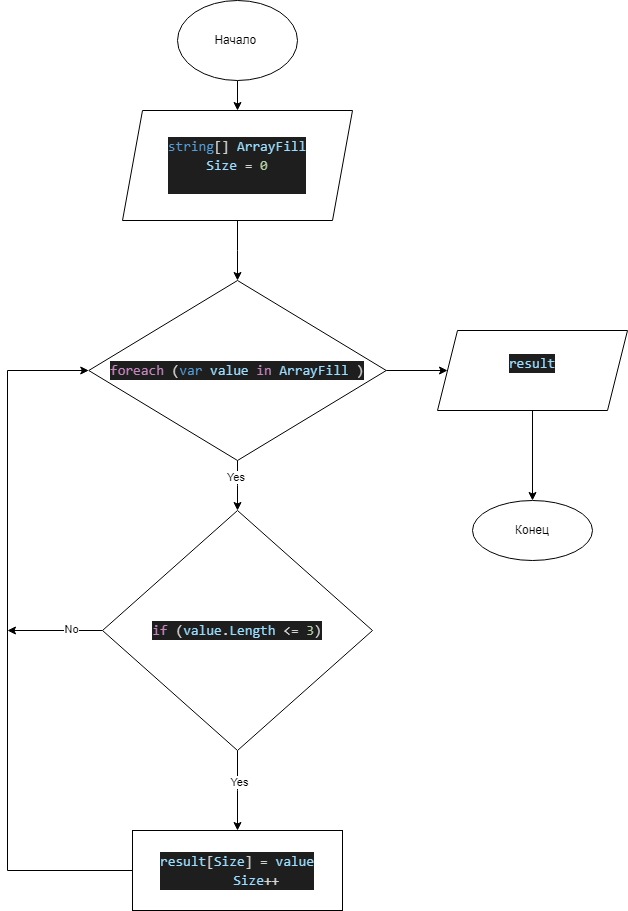 Начало
string[] ArrayFill
Size = 0
foreach (var value in ArrayFill )
result
Yes
Конец
if (value.Length <= 3)
No
Yes
result[Size] = value
Size++